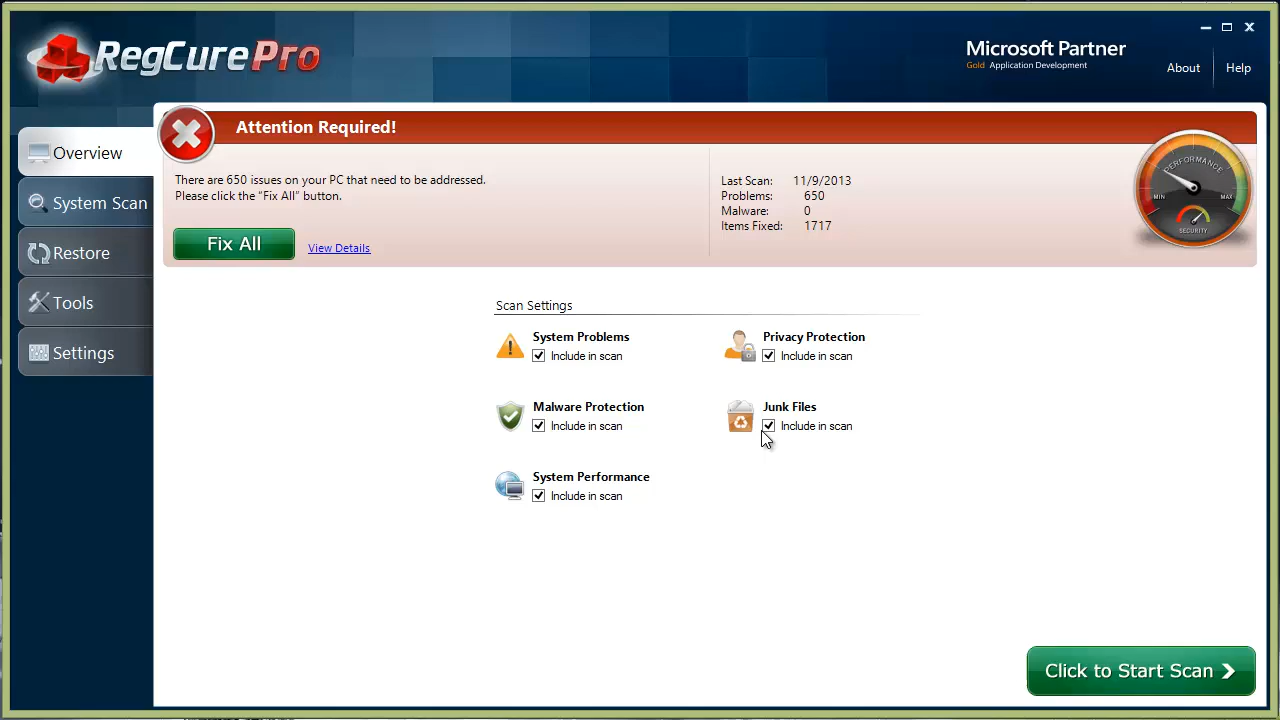 RegCure Pro
Microsoft Partner
Gold Application Development
About
Help
Overview
System Scan
Restore
Tools
Settings
Attention Required!
There are 650 issues on your PC that need to be addressed.
Please click the “Fix All” button.
Fix All
View Details
Last Scan: 11/9/2013
Problems: 650
Malware: 0
Items Fixed: 1717
PERFORMANCE
MIN
MAX
SECURITY
Scan Settings
System Problems
Include in scan
Privacy Protection
Include in scan
Malware Protection
Include in scan
Junk Files
Include in scan
System Performance
Include in scan
Click to Start Scan